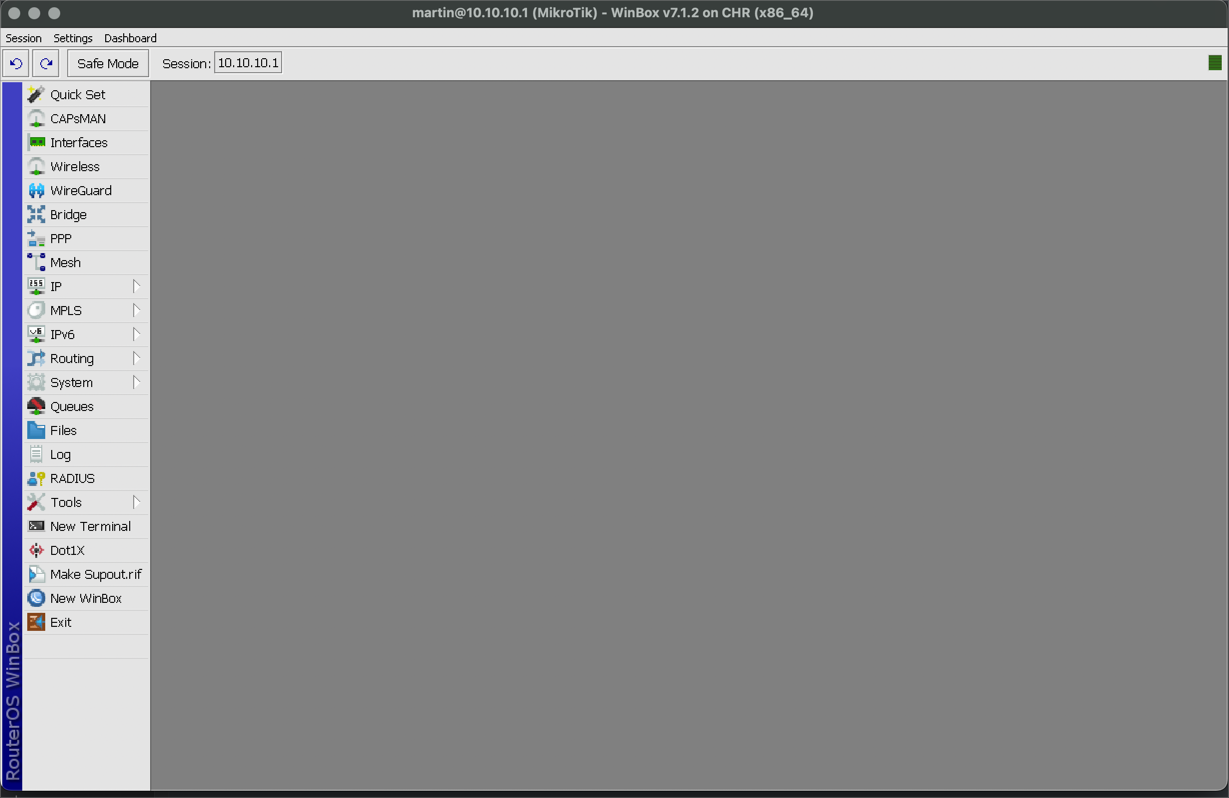 martin@10.10.10.1 (MikroTik) - WinBox v7.1.2 on CHR (x86_64)
Session Settings Dashboard
Safe Mode Session: 10.10.10.1
Quick Set
CAPsMAN
Interfaces
Wireless
WireGuard
Bridge
PPP
Mesh
255 IP
MPLS
v6 IPv6
Routing
System
Queues
Files
Log
RADIUS
Tools
New Terminal
Dot1X
Make Supout.rif
New WinBox
Exit
RouterOS WinBox